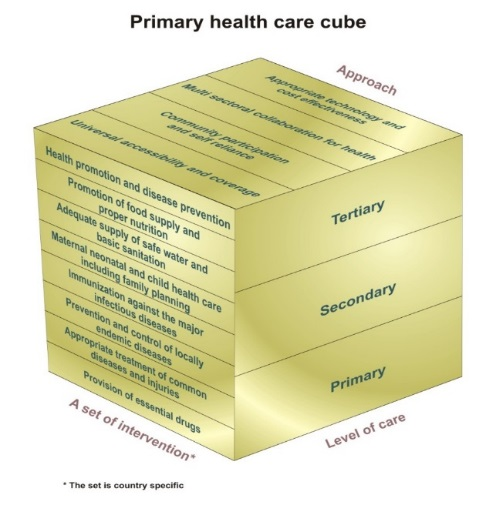 Primary health care cube
Approach
Appropriate technology and
cost effectiveness
Multi sectoral collaboration for health
Community participation
and self reliance
Universal accessibility and coverage
Health promotion and disease prevention
Promotion of food supply and
proper nutrition
Adequate supply of safe water and
basic sanitation
Maternal neonatal and child health care
including family planning
Immunization against the major
infectious diseases
Prevention and control of locally
endemic diseases
Appropriate treatment of common
diseases and injuries
Provision of essential drugs
A set of intervention*
Tertiary
Secondary
Primary
Level of care
* The set is country specific